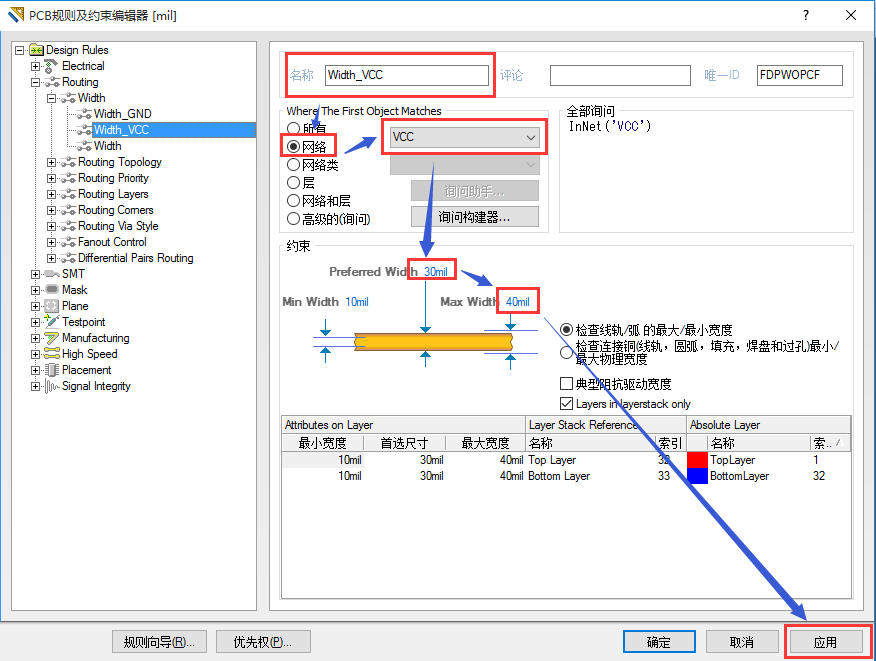 PCB规则及约束编辑器 [mil]
Design Rules
Electrical
Routing
Width
Width_GND
Width_VCC
Width
Routing Topology
Routing Priority
Routing Layers
Routing Corners
Routing Via Style
Fanout Control
Differential Pairs Routing
SMT
Mask
Plane
Testpoint
Manufacturing
High Speed
Placement
Signal Integrity
名称 Width_VCC 评论 唯一ID FDPWOPCF
Where The First Object Matches
所有
网络
网络类
层
网络和层
高级的(询问)
VCC
询问助手...
询问构建器...
全部询问
InNet('VCC')
约束
Preferred Width 30mil
Min Width 10mil Max Width 40mil
检查线轨/弧 的最大/最小宽度
检查连接铜(线轨，圆弧，填充，焊盘和过孔)最小/
最大物理宽度
典型阻抗驱动宽度
Layers in layerstack only
Attributes on Layer Layer Stack Reference Absolute Layer
最小宽度 首选尺寸 最大宽度 名称 索引 名称 索..
10mil 30mil 40mil Top Layer 32 TopLayer 1
10mil 30mil 40mil Bottom Layer 33 BottomLayer 32
规则向导(R)... 优先权(P)... 确定 取消 应用